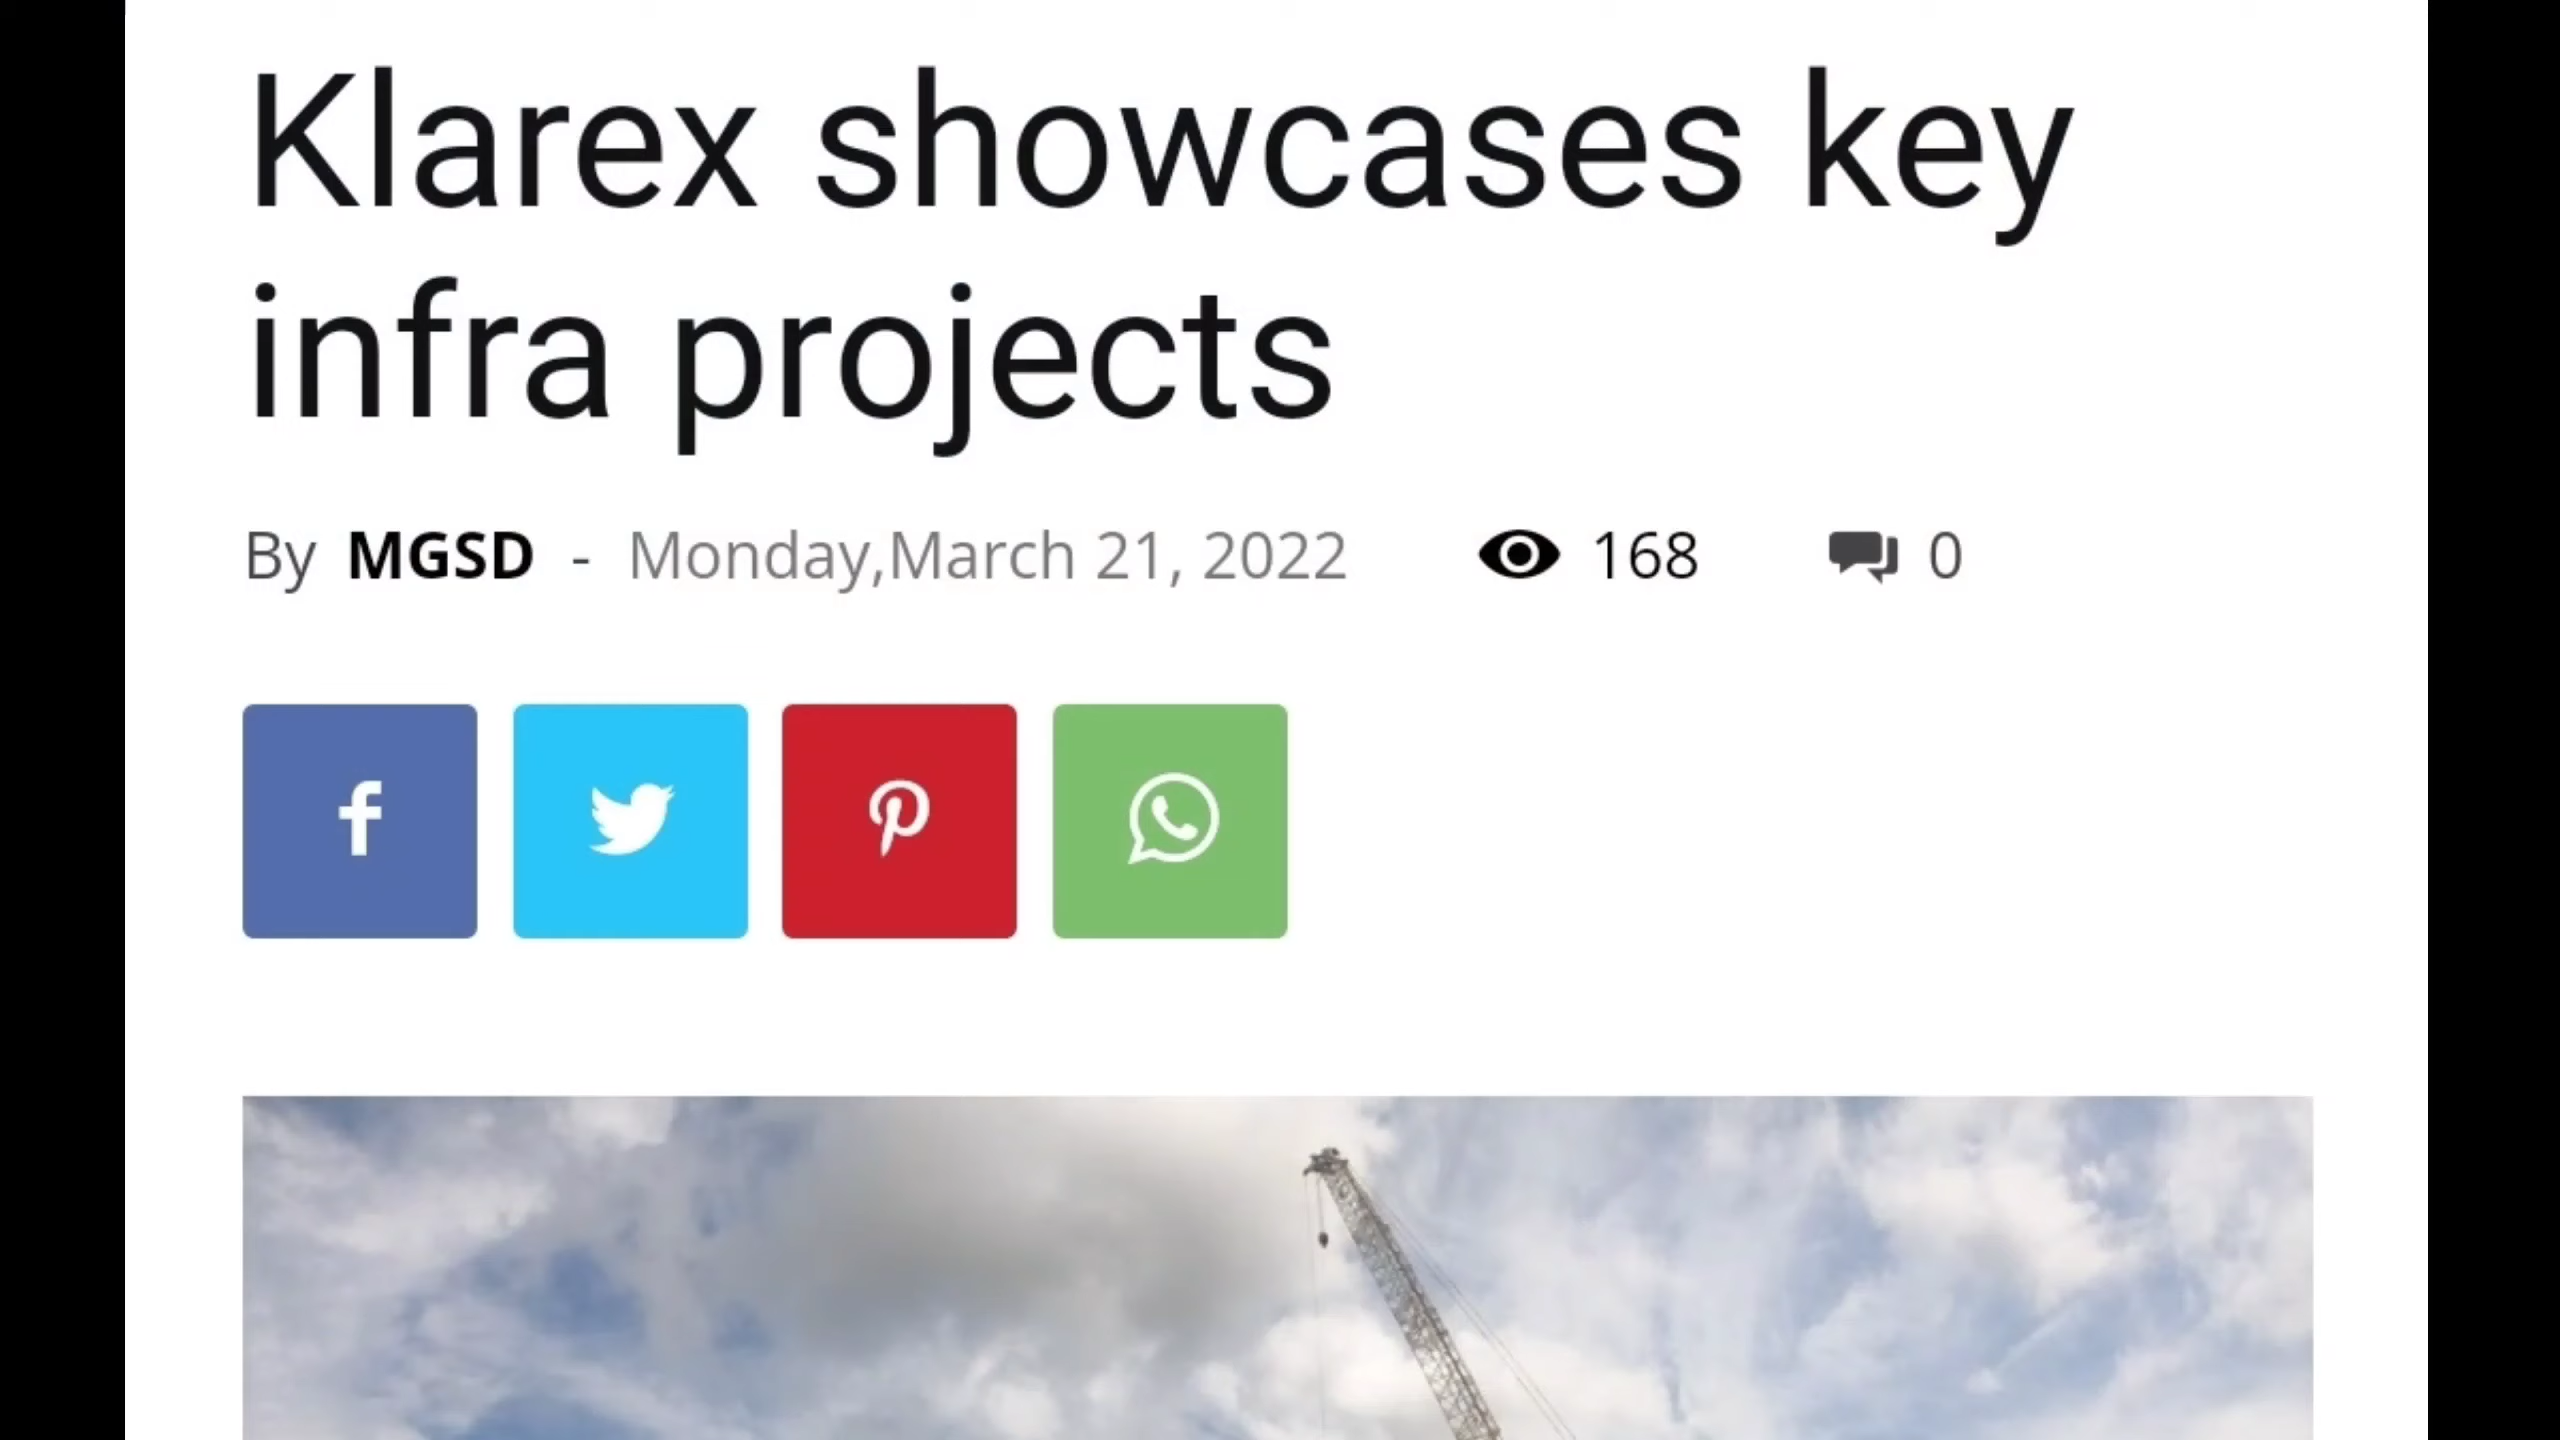 Klarex showcases key
infra projects
By MGSD - Monday,March 21, 2022 168 0